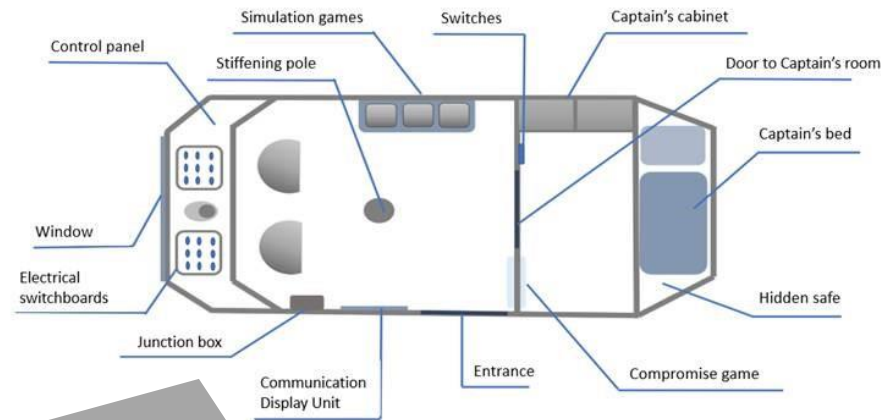 Simulation games
Switches
Captain's cabinet
Control panel
Stiffening pole
Door to Captain's room
Captain's bed
Window
Electrical
switchboards
Hidden safe
Junction box
Entrance
Compromise game
Communication
Display Unit